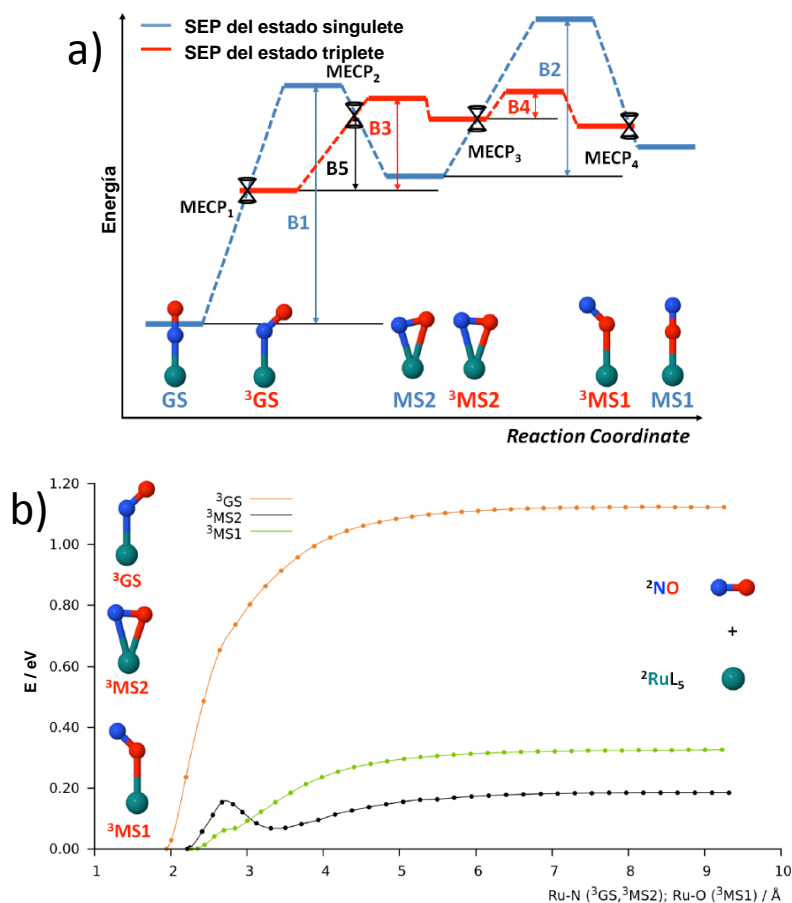 a)
SEP del estado singulete
SEP del estado triplete
MECP₂
B2
B3
B4
MECP₃
MECP₄
B5
MECP₁
B1
Energía
GS
³GS
MS2
³MS2
³MS1
MS1
Reaction Coordinate
b)
1.20
1.00
0.80
0.60
0.40
0.20
0.00
E / eV
³GS
³MS2
³MS1
³GS
³MS2
³MS1
²NO
+
²RuL₅
1 2 3 4 5 6 7 8 9 10
Ru-N (³GS,³MS2); Ru-O (³MS1) / Å